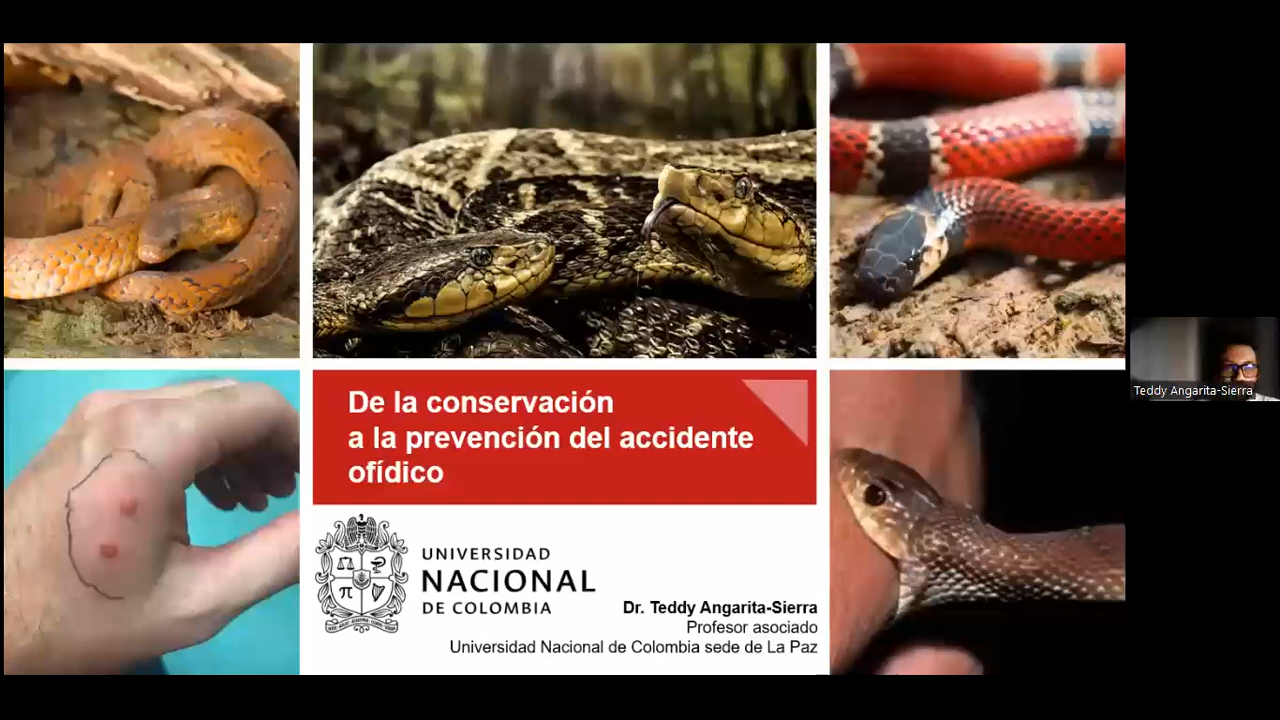 De la conservación
a la prevención del accidente
ofídico
UNIVERSIDAD
NACIONAL
DE COLOMBIA
Dr. Teddy Angarita-Sierra
Profesor asociado
Universidad Nacional de Colombia sede de La Paz
Teddy Angarita-Sierra